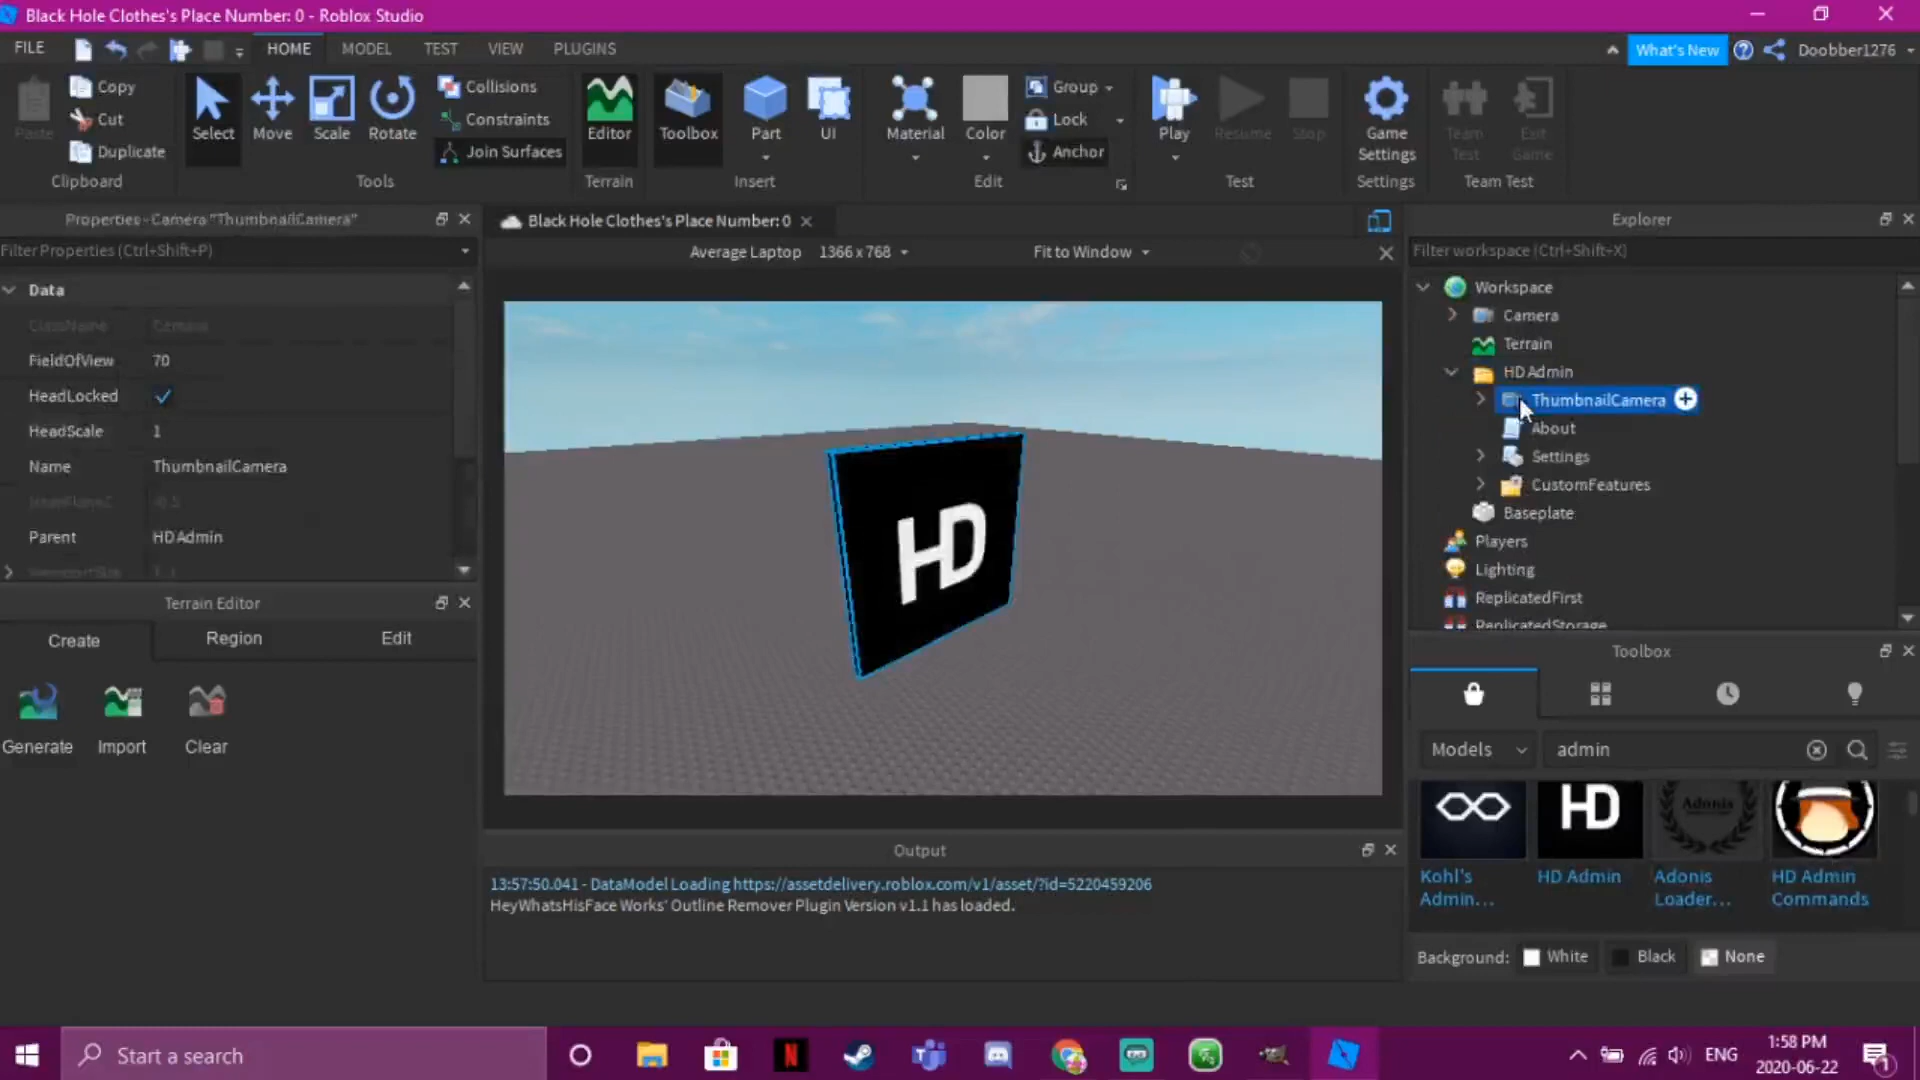 Black Hole Clothes's Place Number: 0 - Roblox Studio
FILE
HOME
MODEL
TEST
VIEW
PLUGINS
What's New
Doobber1276
Paste
Copy
Cut
Duplicate
Clipboard
Select
Move
Scale
Rotate
Collisions
Constraints
Join Surfaces
Tools
Editor
Terrain
Toolbox
Part
UI
Insert
Material
Color
Group
Lock
Anchor
Edit
Play
Resume
Stop
Test
Game
Settings
Settings
Team
Test
Exit
Game
Team Test
Properties - Camera "ThumbnailCamera"
Filter Properties (Ctrl+Shift+P)
Data
ClassName Camera
FieldOfView 70
HeadLocked
HeadScale 1
Name ThumbnailCamera
Parent HD Admin
Terrain Editor
Create
Region
Edit
Generate
Import
Clear
Black Hole Clothes's Place Number: 0
Average Laptop 1366 x 768
Fit to Window
HD
Output
13:57:50.041 - DataModel Loading https://assetdelivery.roblox.com/v1/asset/?id=5220459206
HeyWhatsHisFace Works' Outline Remover Plugin Version v1.1 has loaded.
Explorer
Filter workspace (Ctrl+Shift+X)
Workspace
Camera
Terrain
HD Admin
ThumbnailCamera
About
Settings
CustomFeatures
Baseplate
Players
Lighting
ReplicatedFirst
ReplicatedStorage
Toolbox
Models
admin
HD
Adonis
Kohl's
Admin...
HD Admin
Adonis
Loader...
HD Admin
Commands
Background:
White
Black
None
Start a search
ENG
1:58 PM
2020-06-22
1